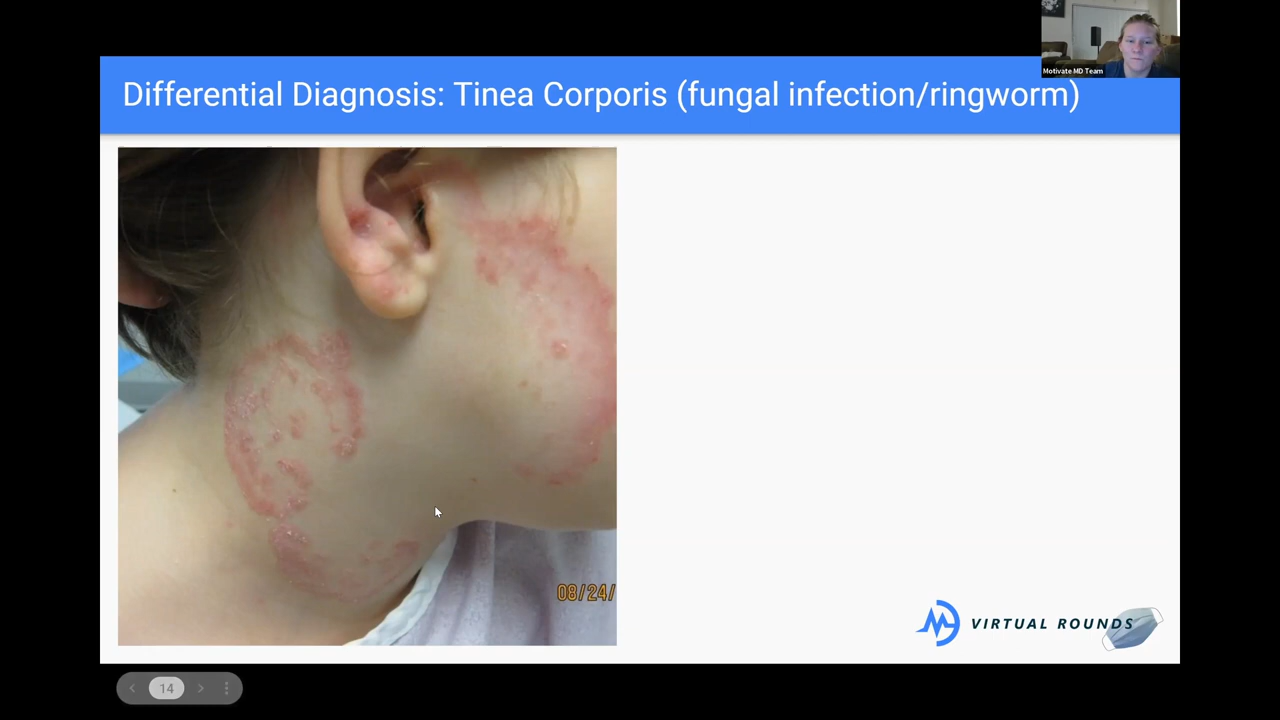 Motivate MD Team
Differential Diagnosis: Tinea Corporis (fungal infection/ringworm)
08/24/
VIRTUAL ROUNDS
14